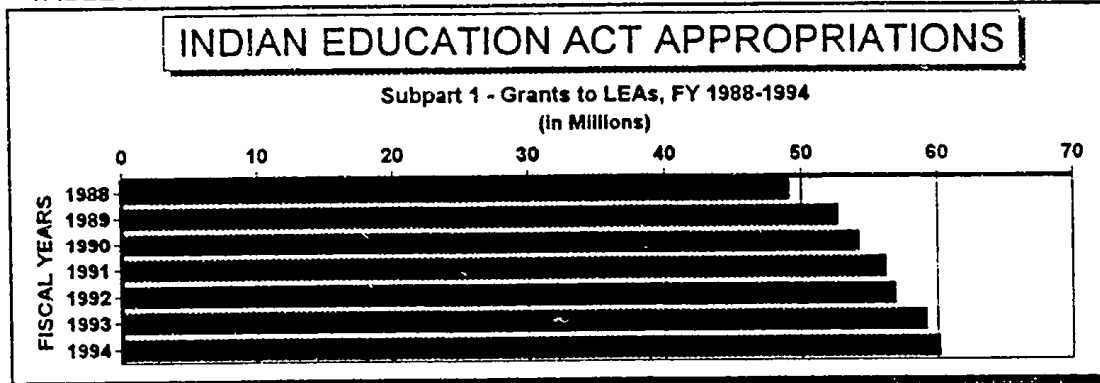 INDIAN EDUCATION ACT APPROPRIATIONS
Subpart 1 - Grants to LEAs, FY 1988-1994
(in Millions)
0 10 20 30 40 50 60 70
FISCAL YEARS
1988
1989
1990
1991
1992
1993
1994